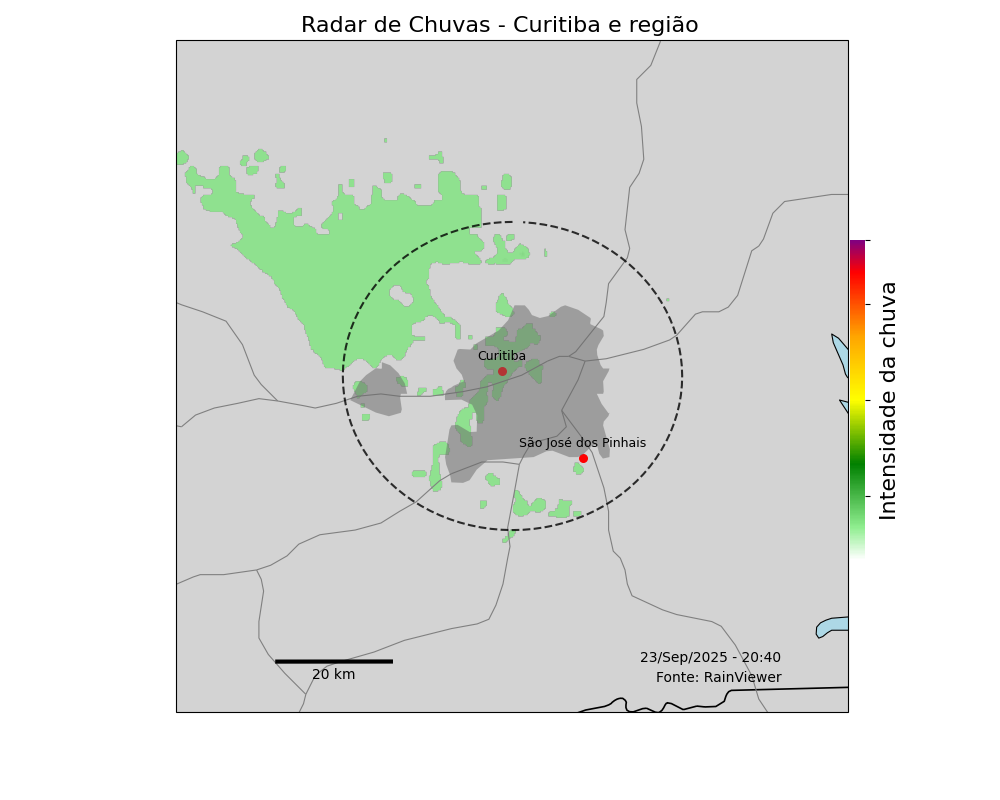 Radar de Chuvas - Curitiba e região
Curitiba
São José dos Pinhais
Intensidade da chuva
23/Sep/2025 - 20:40
20 km
Fonte: RainViewer